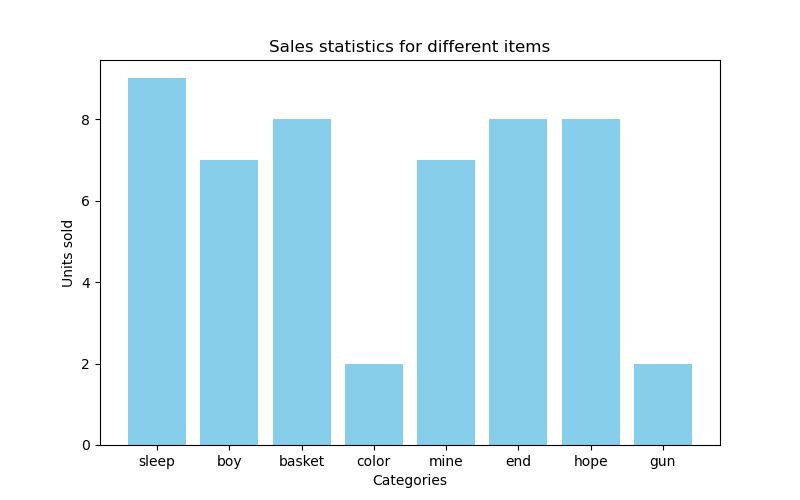 Sales statistics for different items
Units sold
8
6
4
2
0
sleep boy basket color mine end hope gun
Categories